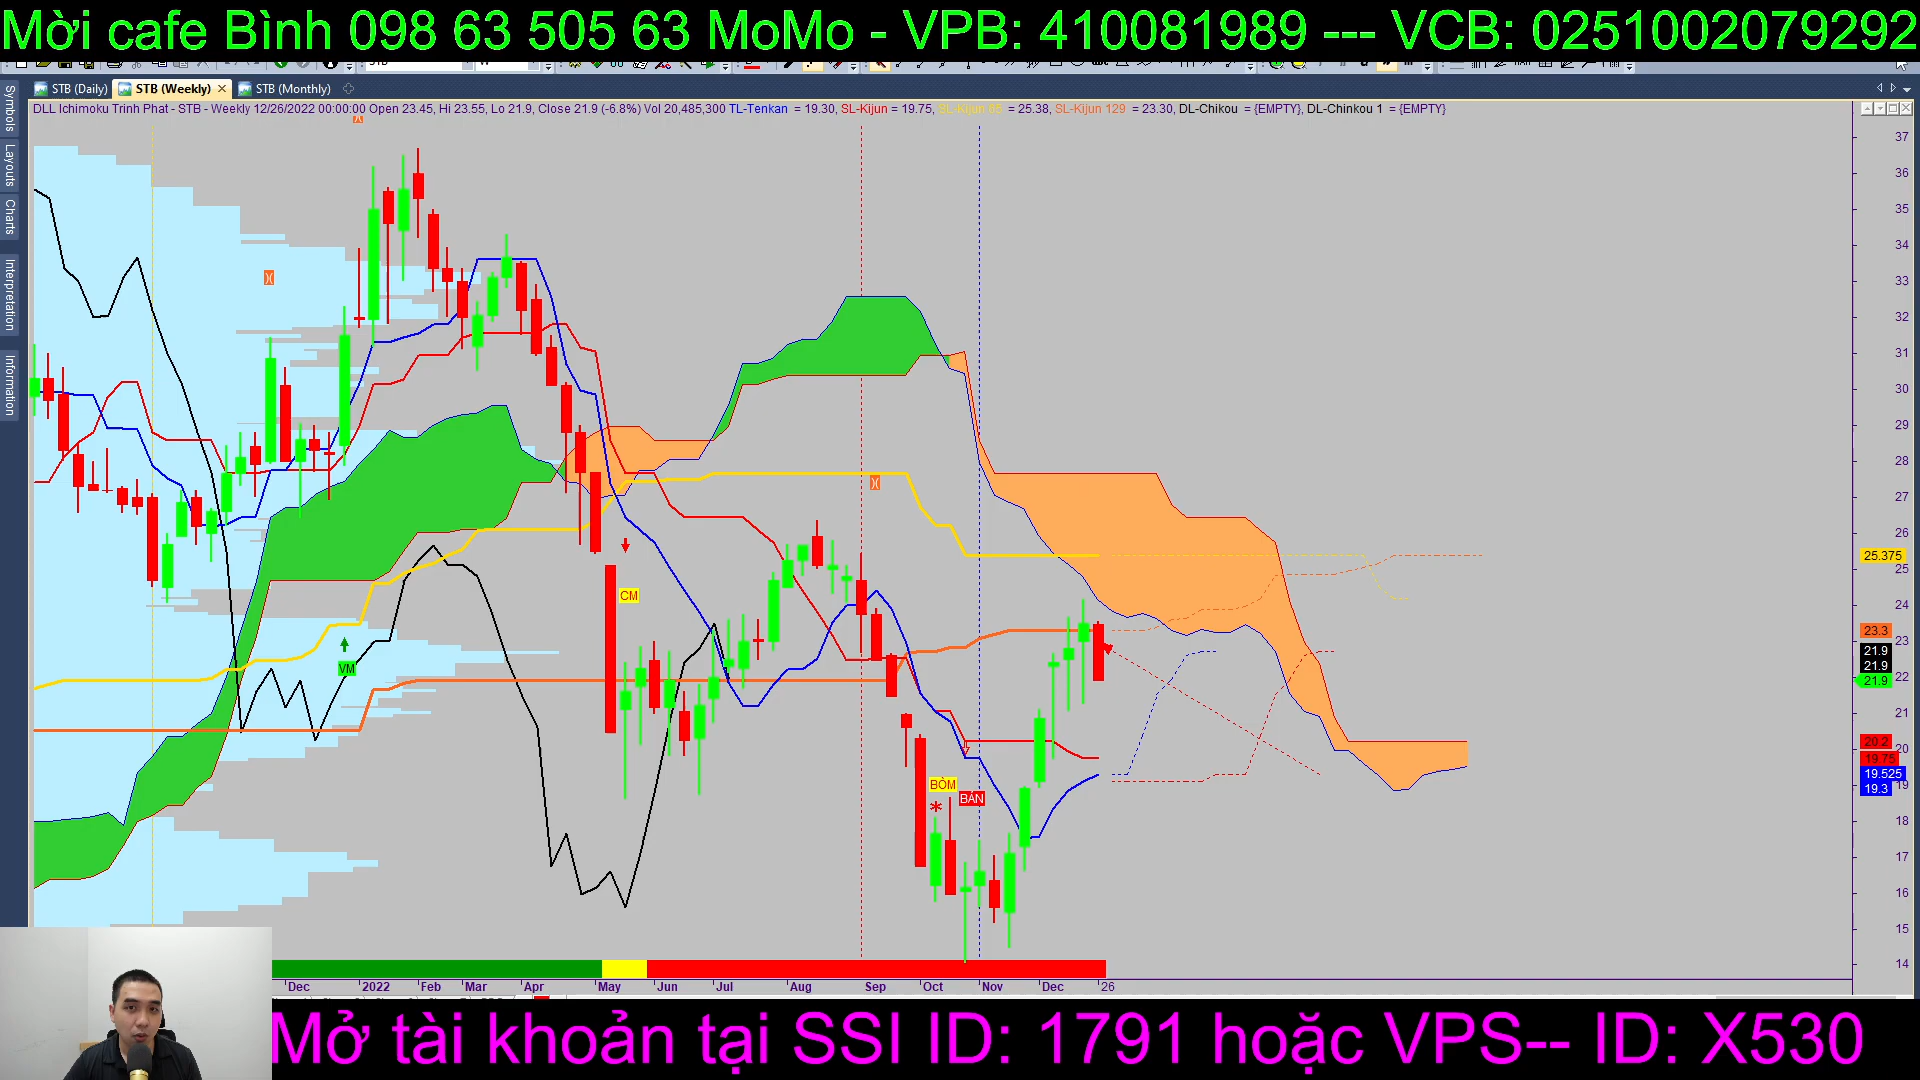 Mời cafe Bình 098 63 505 63 MoMo - VPB: 410081989 --- VCB: 0251002079292
STB (Daily) STB (Weekly) STB (Monthly)
DLL Ichimoku Trinh Phat - STB - Weekly 12/26/2022 00:00:00 Open 23.45, Hi 23.55, Lo 21.9, Close 21.9 (-6.8%) Vol 20,485,300 TL-Tenkan = 19.30, SL-Kijun = 19.75, SL-Kijun 65 = 25.38, SL-Kijun 129 = 23.30, DL-Chikou = {EMPTY}, DL-Chinkou 1 = {EMPTY}
Symbols
Layouts
Charts
Interpretation
Information
37
36
35
34
33
32
31
30
29
28
27
26
25.375
25
24
23.3
23
21.9
21.9
22
21.9
21
20.2
20
19.75
19.525
19.3
19
18
17
16
15
14
CM
VM
BÒM
BÁN
Dec 2022 Feb Mar Apr May Jun Jul Aug Sep Oct Nov Dec 26
Mở tài khoản tại SSI ID: 1791 hoặc VPS-- ID: X530